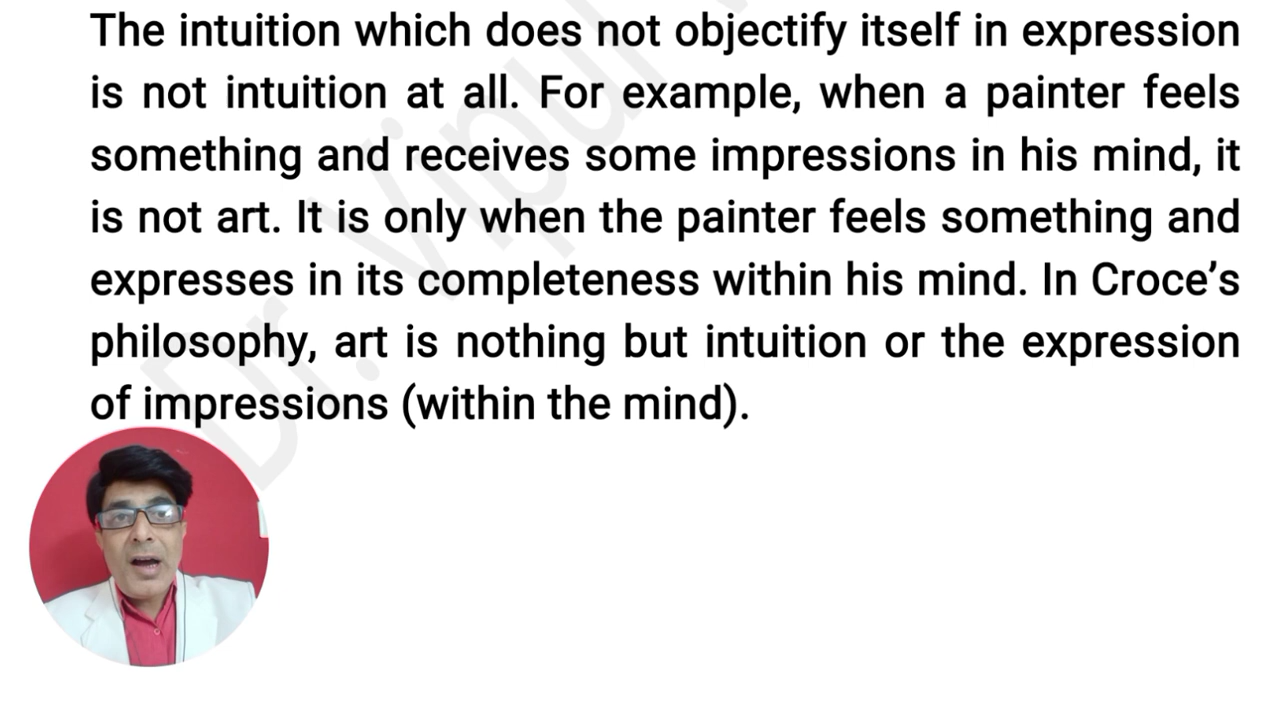 The intuition which does not objectify itself in expression
is not intuition at all. For example, when a painter feels
something and receives some impressions in his mind, it
is not art. It is only when the painter feels something and
expresses in its completeness within his mind. In Croce’s
philosophy, art is nothing but intuition or the expression
of impressions (within the mind).
Dr. Vipul